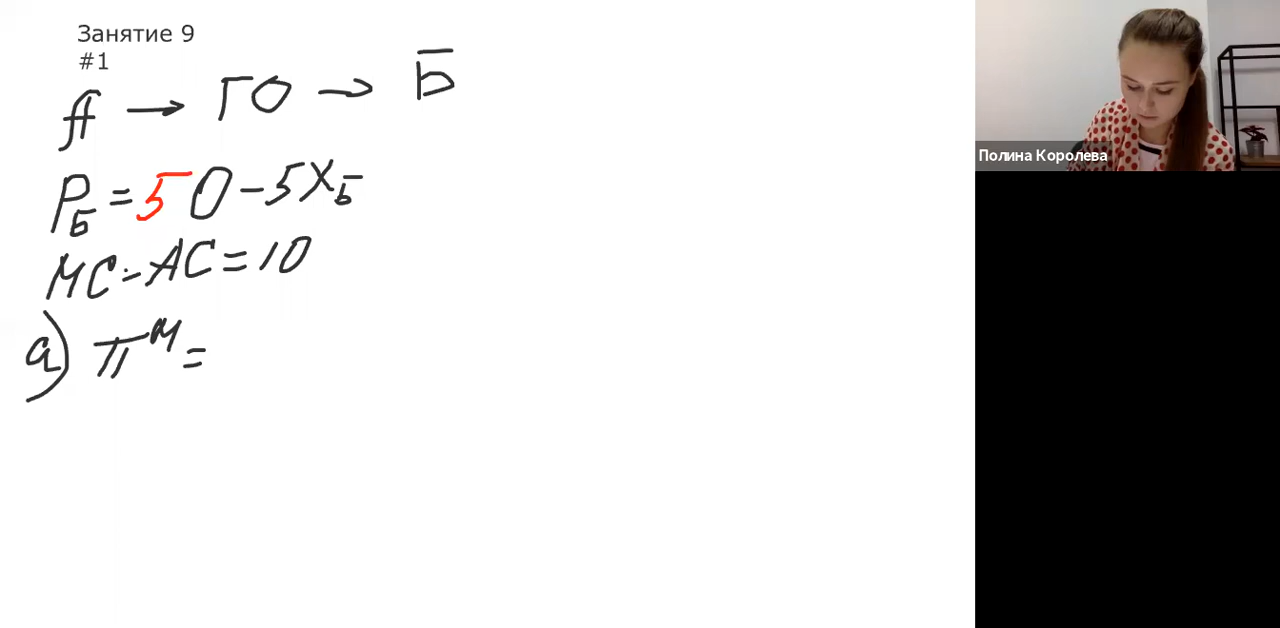 Занятие 9
#1
A → ГО → Б
P_Б = 50 - 5X_Б
MC = AC = 10
a) π^M =
Полина Королева